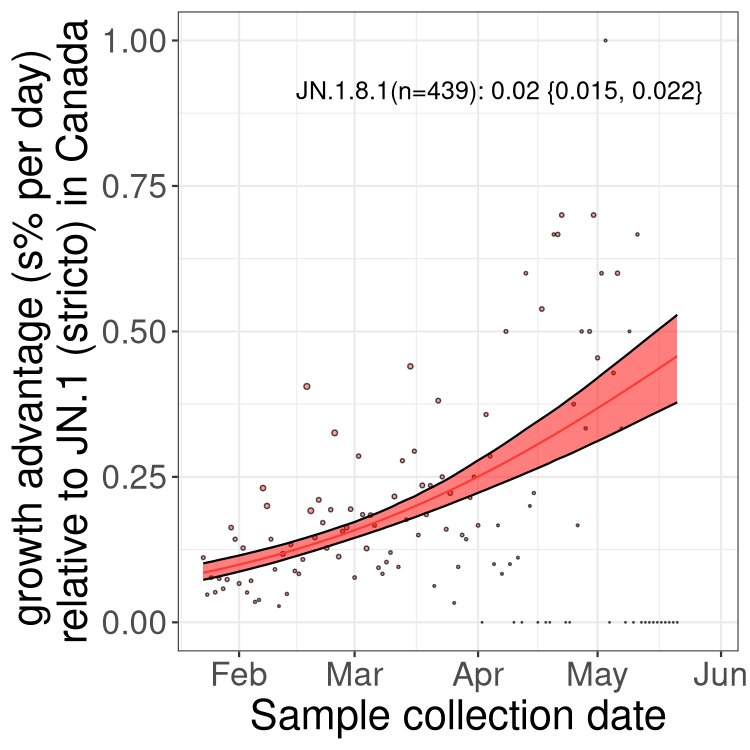 growth advantage (s% per day)
relative to JN.1 (stricto) in Canada
1.00
0.75
0.50
0.25
0.00
JN.1.8.1(n=439): 0.02 {0.015, 0.022}
Feb Mar Apr May Jun
Sample collection date